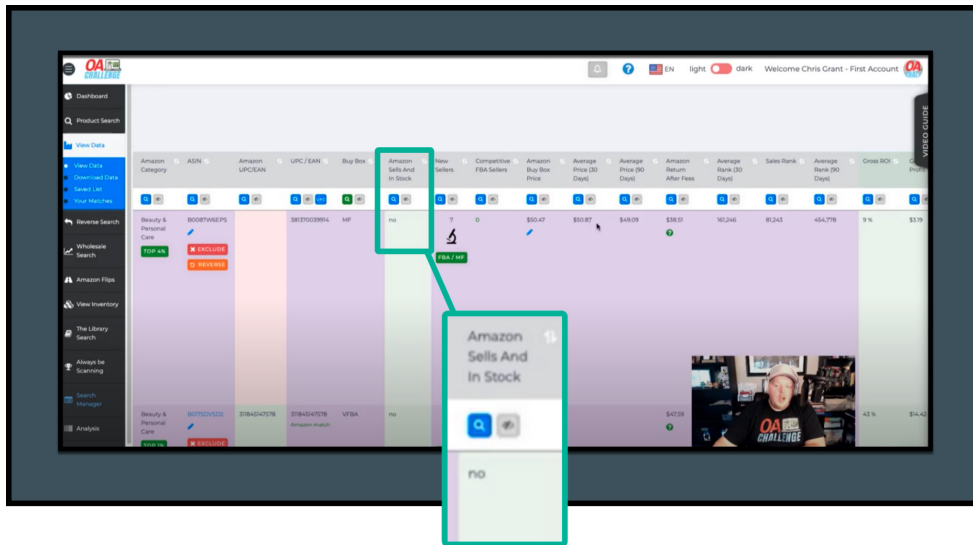 OA
CHALLENGE
EN light dark Welcome Chris Grant - First Account
VIDEO GUIDE
Dashboard
Product Search
View Data
View Data
Download Data
Saved List
Your Matches
Reverse Search
Wholesale
Search
Amazon Flips
View Inventory
The Library
Search
Always be
Scanning
Search
Manager
Analysis
Amazon
Category
ASIN
Amazon
UPC/EAN
UPC / EAN
Buy Box
Amazon
Sells And
In Stock
New
Sellers
Competitive
FBA Sellers
Amazon
Buy Box
Price
Average
Price (30
Days)
Average
Price (90
Days)
Amazon
Return
After Fees
Average
Rank (30
Days)
Sales Rank
Average
Rank (90
Days)
Gross ROI
Beauty &
Personal
Care
TOP 4%
B0087W6EPS
EXCLUDE
REVERSE
381370039914
MF
no
7
FBA / MF
0
$50.47
$50.87
$49.09
$38.51
161,246
81,243
454,778
9 %
$3.19
Beauty &
Personal
Care
TOP 1%
EXCLUDE
311845147578
311845147578
Amazon match
VFBA
no
$47.59
43 %
$14.42
OA
CHALLENGE
Amazon
Sells And
In Stock
no